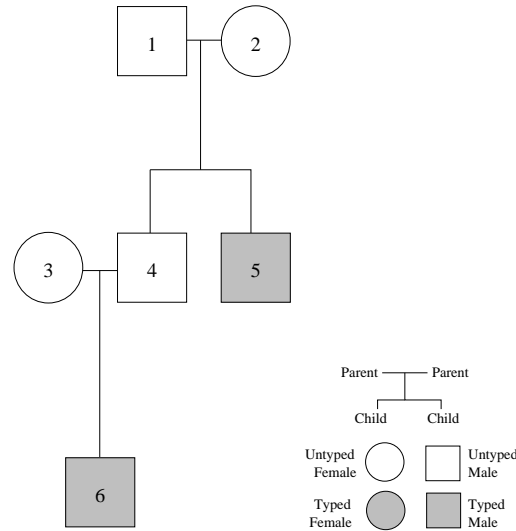 1 2
3 4 5
6
Parent Parent
Child Child
Untyped Female
Untyped Male
Typed Female
Typed Male